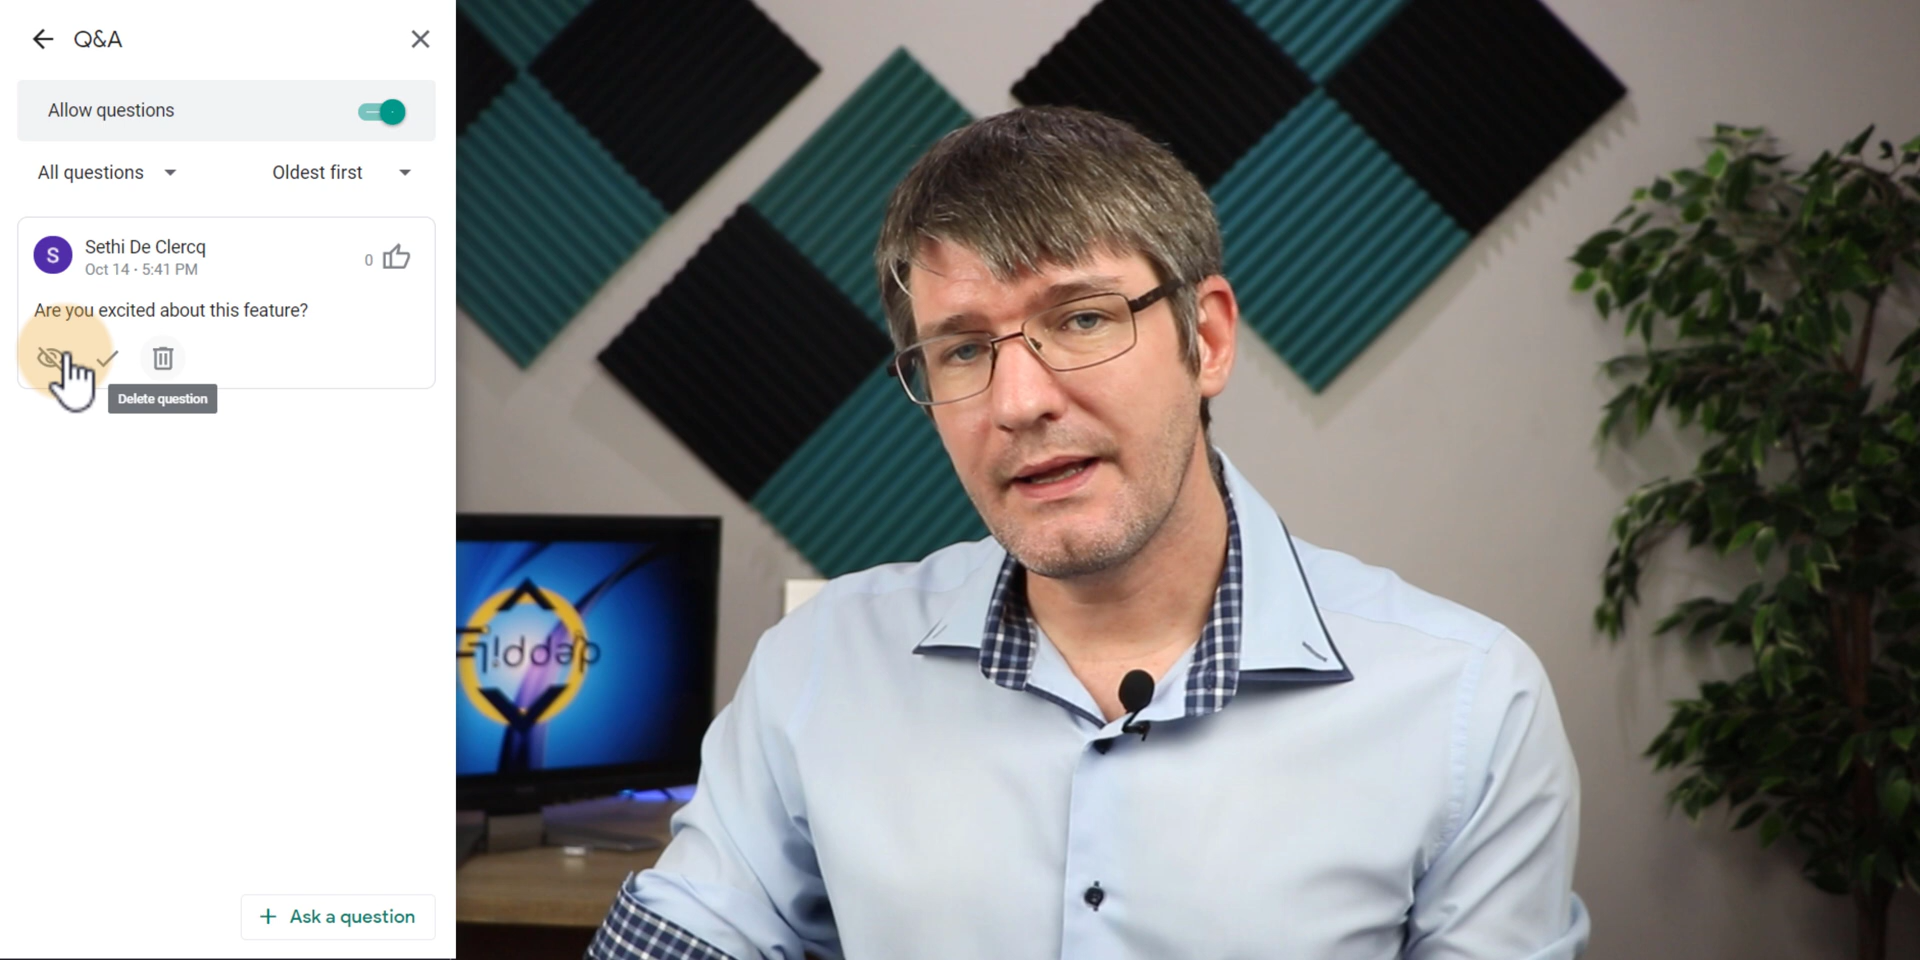 Q&A
Allow questions
All questions
Oldest first
S
Sethi De Clercq
Oct 14 · 5:41 PM
0
Are you excited about this feature?
Delete question
+ Ask a question